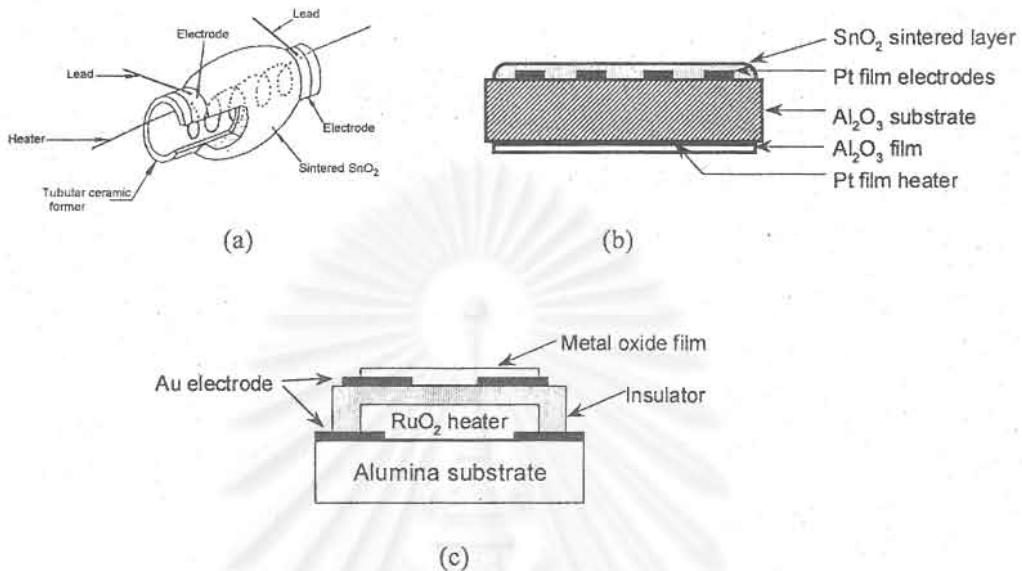 Lead
Electrode
Lead
Heater
Electrode
Sintered SnO₂
Tubular ceramic
former
(a)
SnO₂ sintered layer
Pt film electrodes
Al₂O₃ substrate
Al₂O₃ film
Pt film heater
(b)
Metal oxide film
Au electrode
Insulator
RuO₂ heater
Alumina substrate
(c)